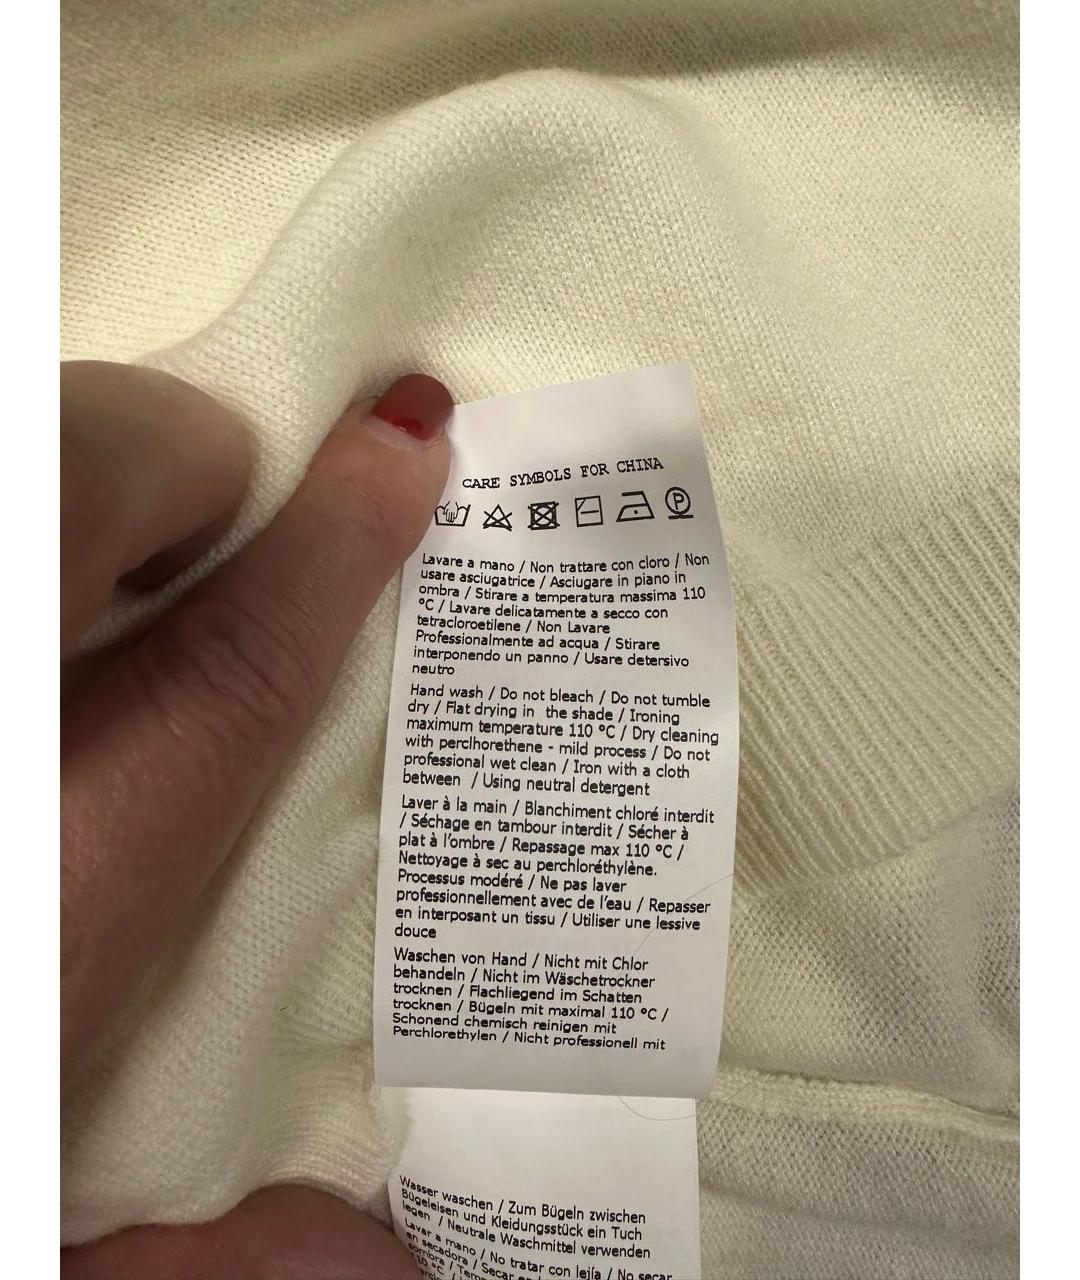 CARE SYMBOLS FOR CHINA
P
Lavare a mano / Non trattare con cloro / Non
usare asciugatrice / Asciugare in piano in
ombra / Stirare a temperatura massima 110
°C / Lavare delicatamente a secco con
tetracloroetilene / Non Lavare
Professionalmente ad acqua / Stirare
interponendo un panno / Usare detersivo
neutro
Hand wash / Do not bleach / Do not tumble
dry / Flat drying in the shade / Ironing
maximum temperature 110 °C / Dry cleaning
with perclhorethene - mild process / Do not
professional wet clean / Iron with a cloth
between / Using neutral detergent
Laver à la main / Blanchiment chloré interdit
/ Séchage en tambour interdit / Sécher à
plat à l'ombre / Repassage max 110 °C /
Nettoyage à sec au perchloréthylène.
Processus modéré / Ne pas laver
professionnellement avec de l'eau / Repasser
en interposant un tissu / Utiliser une lessive
douce
Waschen von Hand / Nicht mit Chlor
behandeln / Nicht im Wäschetrockner
trocknen / Flachliegend im Schatten
trocknen / Bügeln mit maximal 110 °C /
Schonend chemisch reinigen mit
Perchlorethylen / Nicht professionell mit
Wasser waschen / Zum Bügeln zwischen
Bügeleisen und Kleidungsstück ein Tuch
legen / Neutrale Waschmittel verwenden
Lavar a mano / No tratar con lejía / No secar
en secadora / Secar en
sombra /
110 °C /